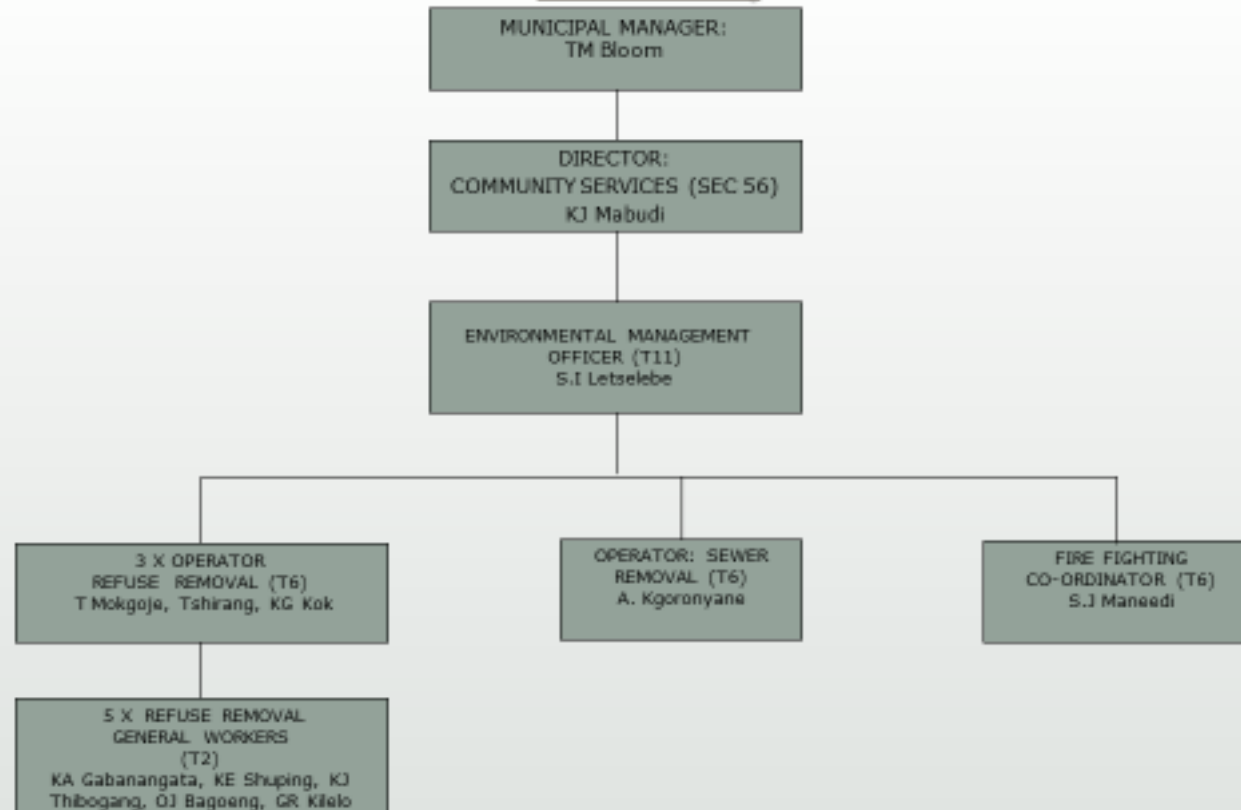 MUNICIPAL MANAGER:
TM Bloom
DIRECTOR:
COMMUNITY SERVICES (SEC 56)
KJ Mabudi
ENVIRONMENTAL MANAGEMENT
OFFICER (T11)
S.I Letselebe
3 X OPERATOR
REFUSE REMOVAL (T6)
T Mokgoje, Tshirang, KG Kok
OPERATOR: SEWER
REMOVAL (T6)
A. Kgoronyane
FIRE FIGHTING
CO-ORDINATOR (T6)
S.J Maneedi
5 X REFUSE REMOVAL
GENERAL WORKERS
(T2)
KA Gabanangata, KE Shuping, KJ
Thibogang, OJ Bagoeng, GR Kilelo